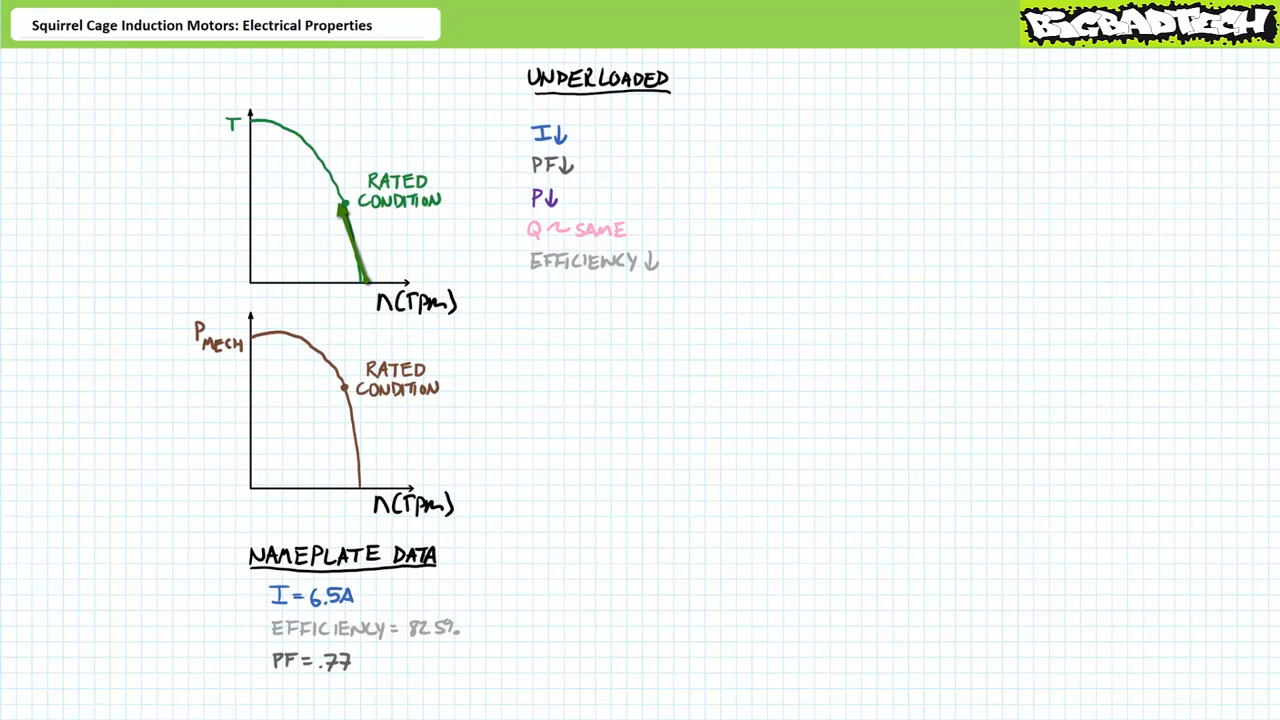 Squirrel Cage Induction Motors: Electrical Properties
BIGBADTECH
UNDERLOADED
I↓
PF↓
P↓
Q ~ SAME
EFFICIENCY ↓
T
RATED
CONDITION
n(rpm)
P MECH
RATED
CONDITION
n(rpm)
NAMEPLATE DATA
I = 6.5A
EFFICIENCY = 82.5%
PF = .77